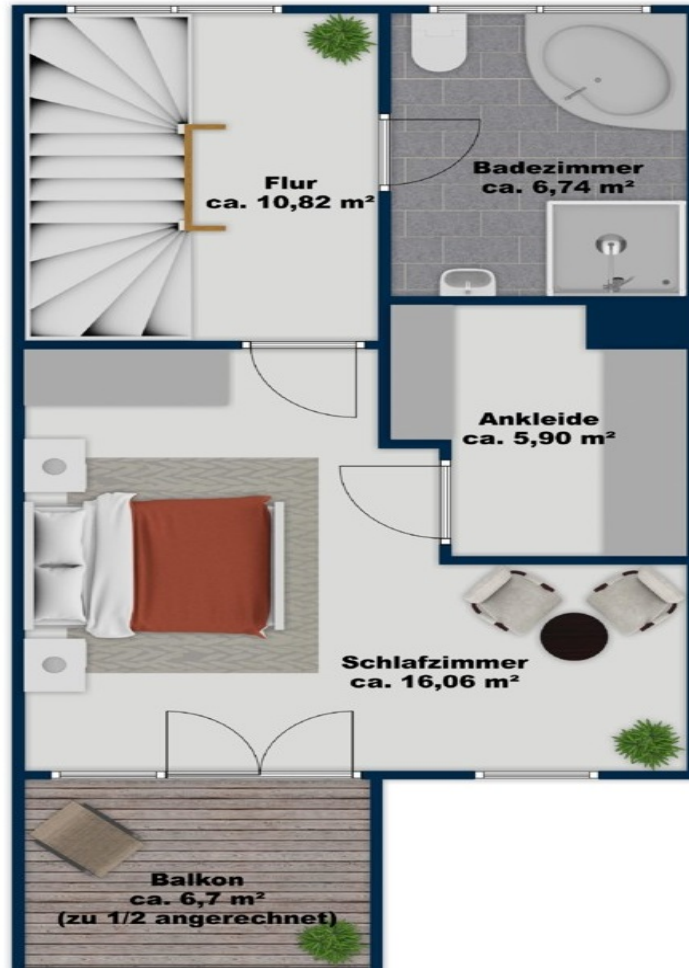 Flur
ca. 10,82 m²
Badezimmer
ca. 6,74 m²
Ankleide
ca. 5,90 m²
Schlafzimmer
ca. 16,06 m²
Balkon
ca. 6,7 m²
(zu 1/2 angerechnet)